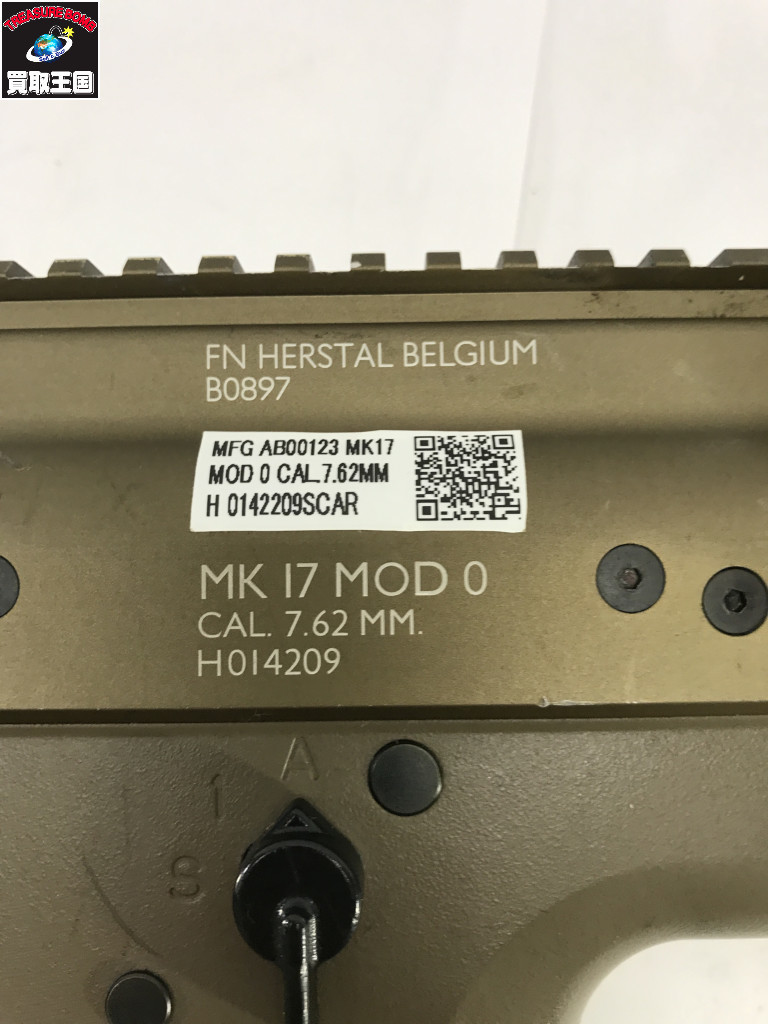 TREASURE BOMB
買取王国
FN HERSTAL BELGIUM
B0897
MFG AB00123 MK17
MOD 0 CAL.7.62MM
H 0142209SCAR
MK 17 MOD 0
CAL. 7.62 MM.
H014209
A
1
S